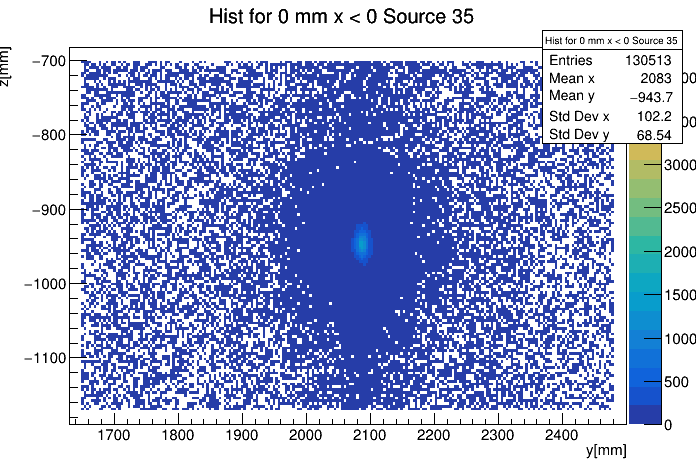 Hist for 0 mm x < 0 Source 35
Hist for 0 mm x < 0 Source 35
Entries 130513
Mean x 2083
Mean y −943.7
Std Dev x 102.2
Std Dev y 68.54
z[mm]
−700
−800
−900
−1000
−1100
3000
2500
2000
1500
1000
500
0
1700 1800 1900 2000 2100 2200 2300 2400
y[mm]